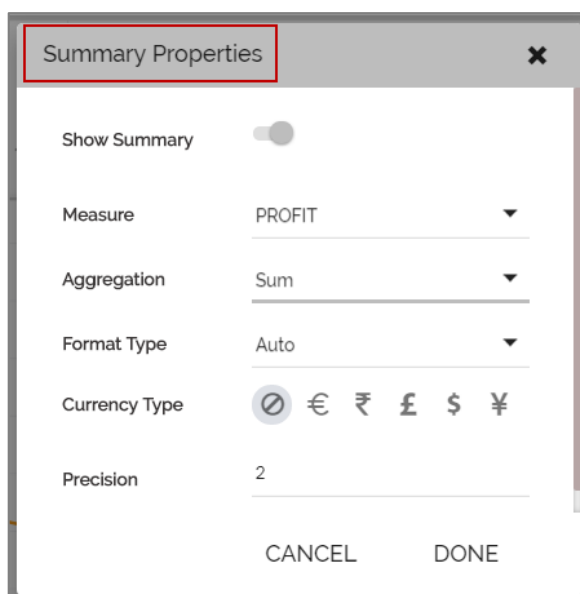 Summary Properties ✖
Show Summary
Measure PROFIT
Aggregation Sum
Format Type Auto
Currency Type € ₹ £ $ ¥
Precision 2
CANCEL DONE